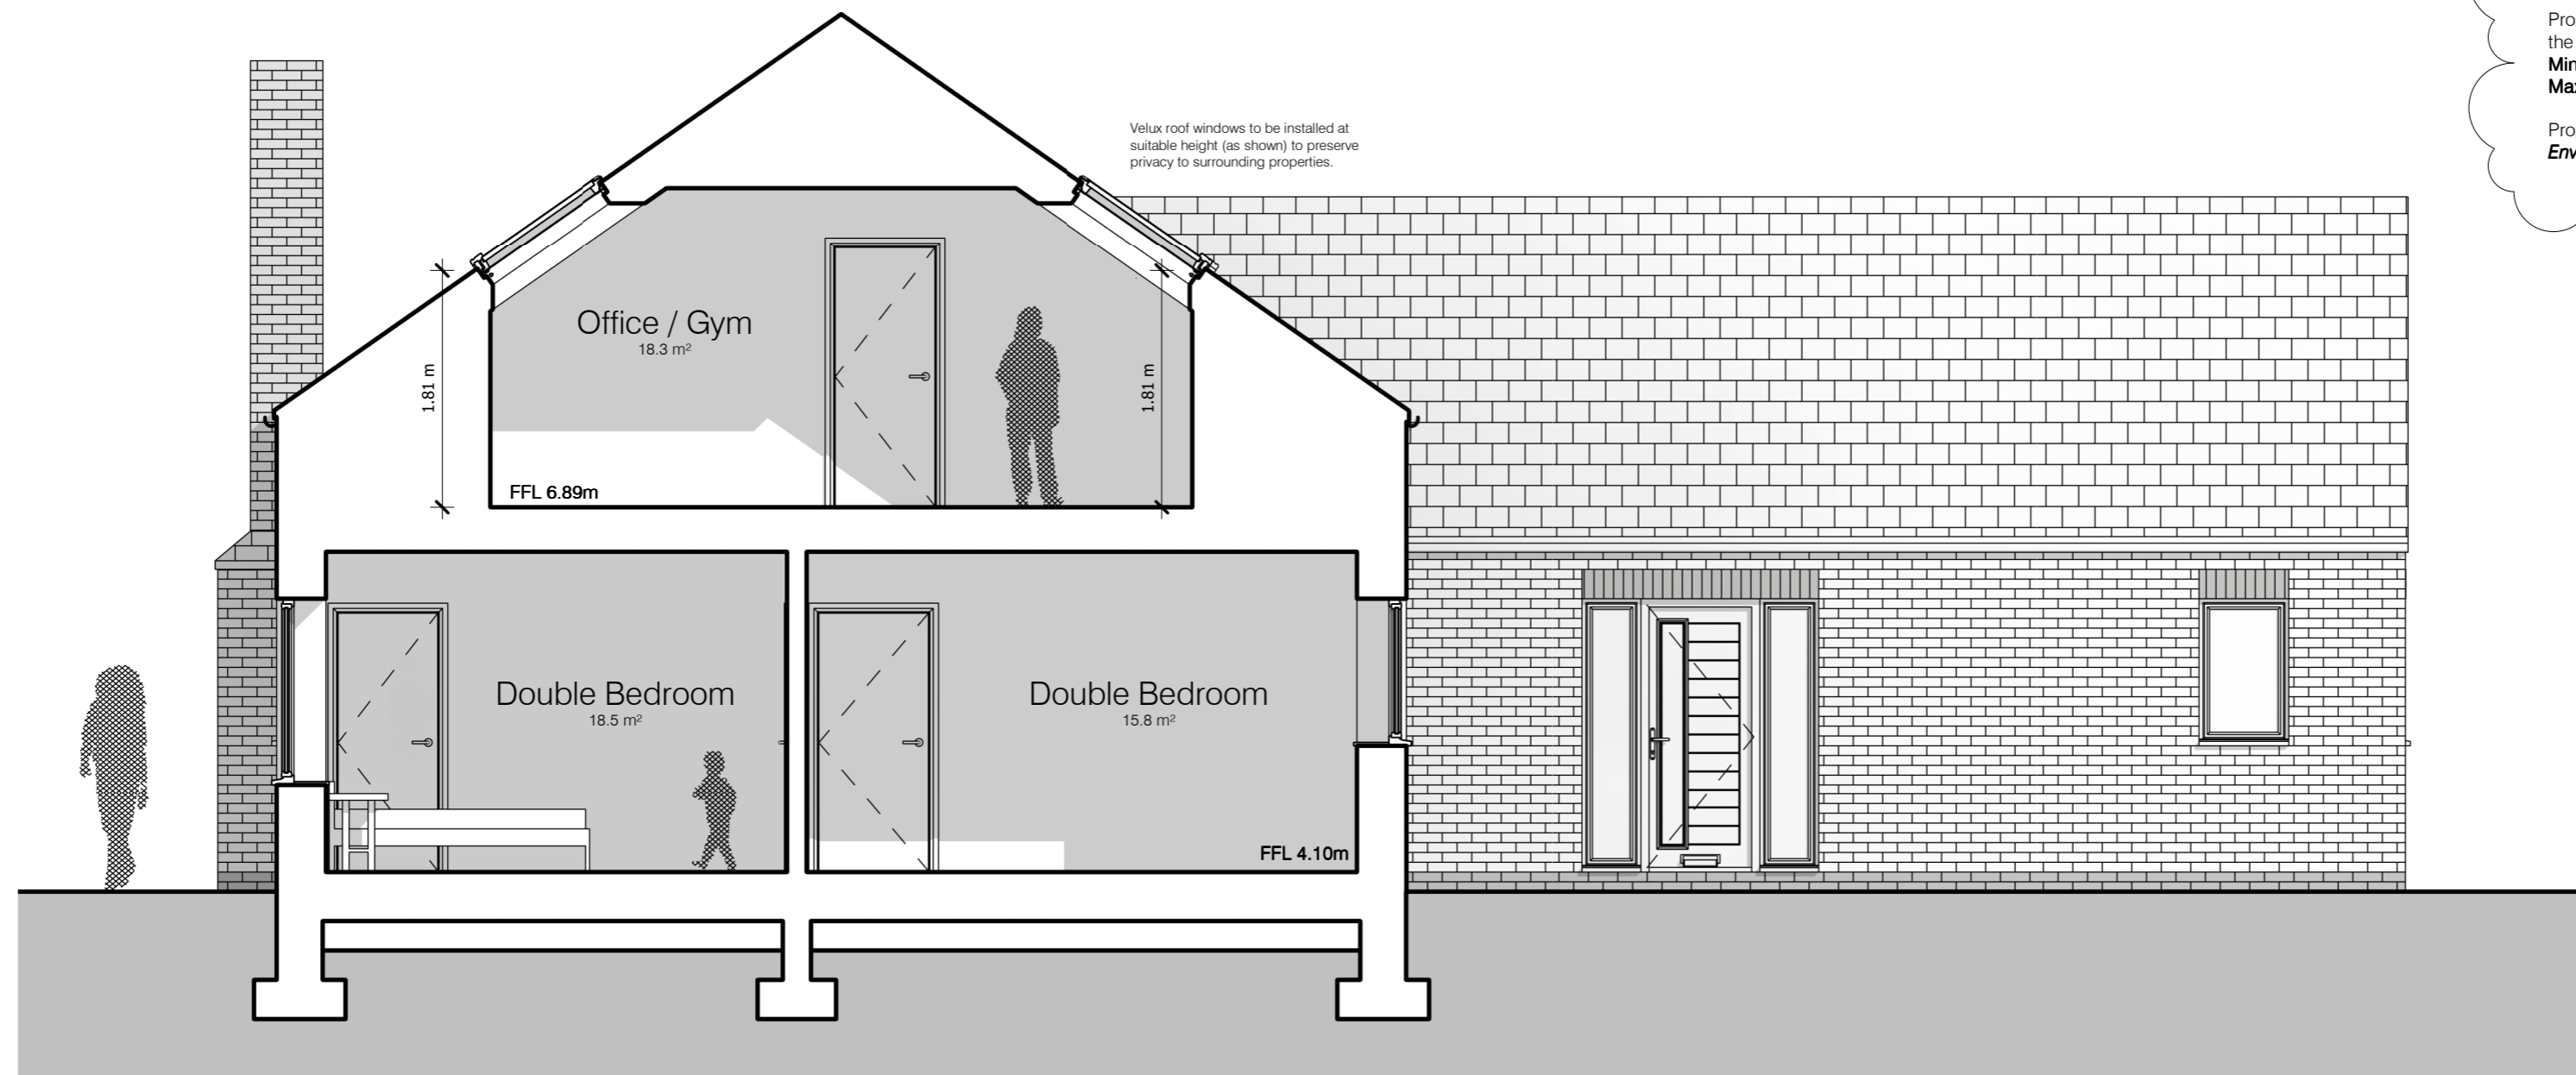 Pro
the
Min
Max
Pro
Env
Velux roof windows to be installed at
suitable height (as shown) to preserve
privacy to surrounding properties.
Office / Gym
18.3 m²
1.81 m
1.81 m
FFL 6.89m
Double Bedroom
18.5 m²
Double Bedroom
15.8 m²
FFL 4.10m